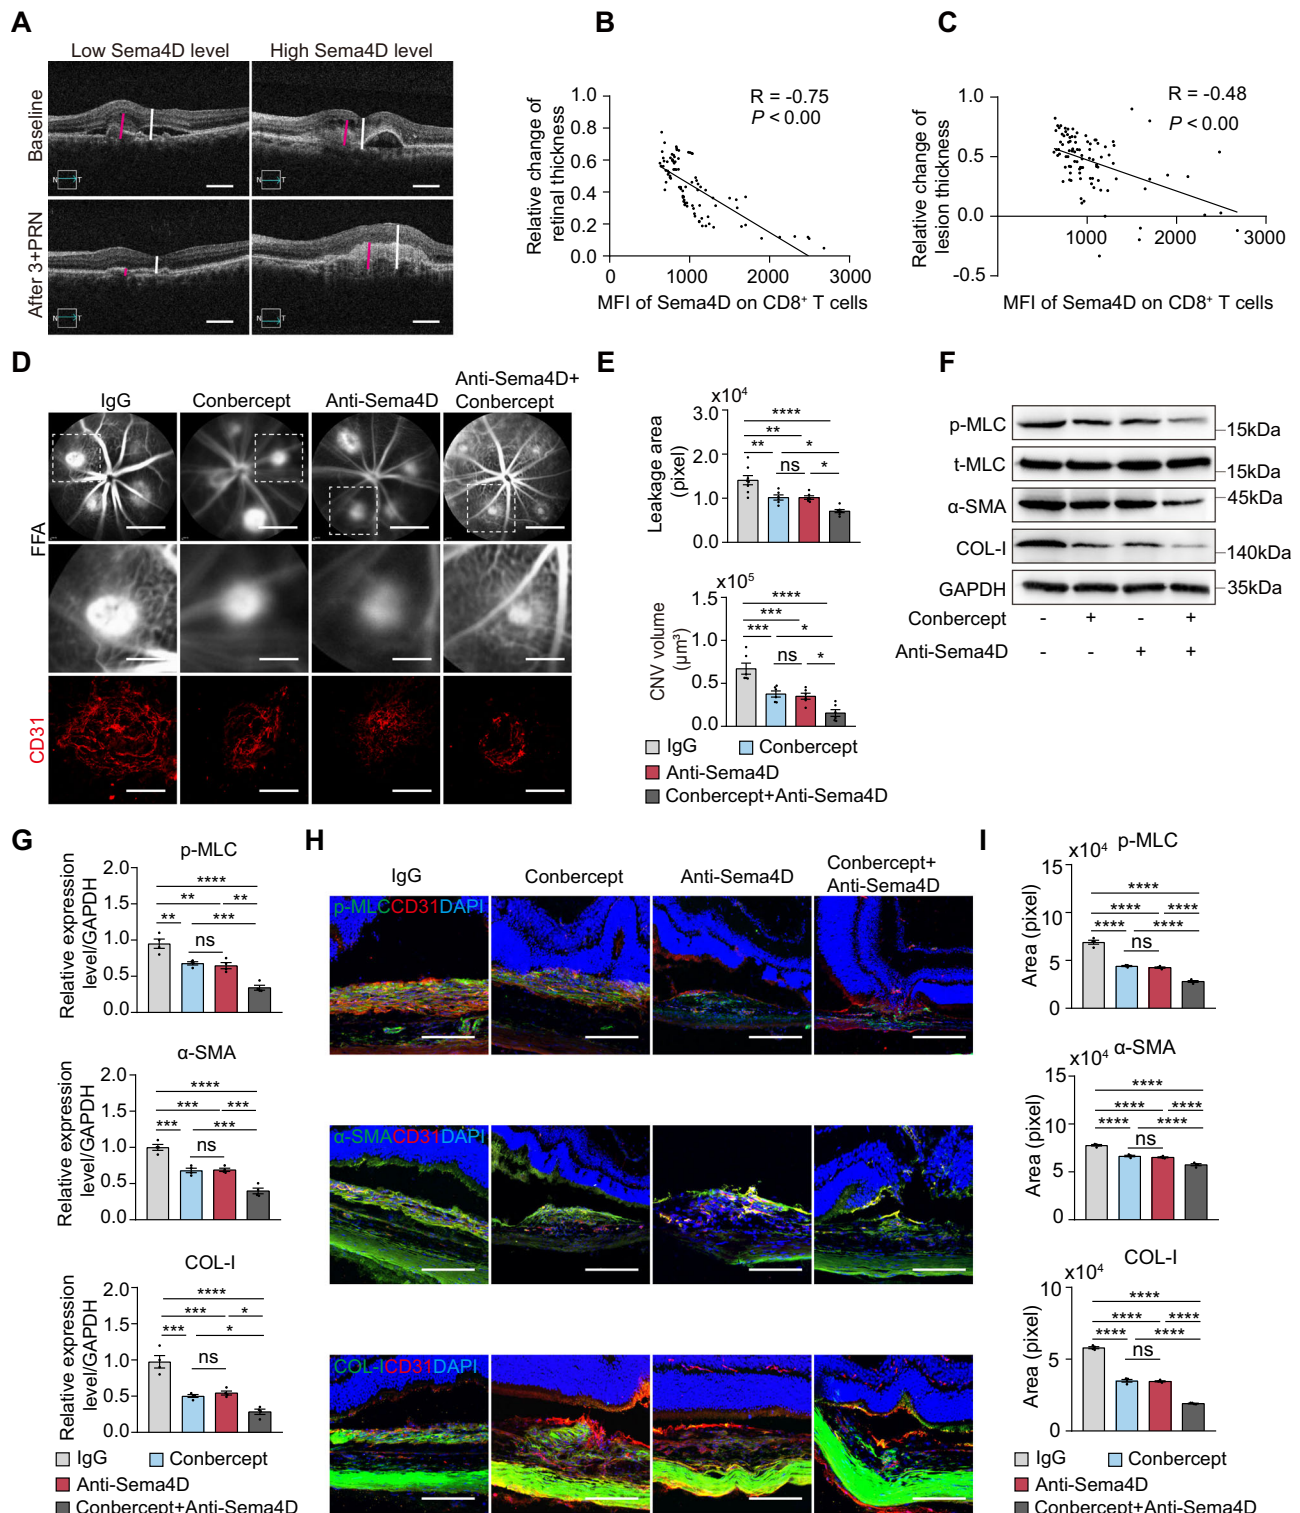 A
Low Sema4D level
High Sema4D level
Baseline
After 3+PRN
N T
N T
N T
N T
B
R = -0.75
P < 0.00
Relative change of
retinal thickness
1.0
0.8
0.6
0.4
0.2
0
0
1000
2000
3000
MFI of Sema4D on CD8⁺ T cells
C
R = -0.48
P < 0.00
Relative change of
lesion thickness
1.0
0.5
0.0
-0.5
1000
2000
3000
MFI of Sema4D on CD8⁺ T cells
D
IgG
Conbercept
Anti-Sema4D
Anti-Sema4D+
Conbercept
FFA
CD31
E
x10⁴
Leakage area
(pixel)
3.0
2.0
1.0
0.0
****
**
** *
ns *
x10⁵
CNV volume
(µm³)
1.5
1.0
0.5
0.0
****
***
*** *
ns *
IgG
Conbercept
Anti-Sema4D
Conbercept+Anti-Sema4D
F
p-MLC
15kDa
t-MLC
15kDa
α-SMA
45kDa
COL-I
140kDa
GAPDH
35kDa
Conbercept - + - +
Anti-Sema4D - - + +
G
p-MLC
Relative expression
level/GAPDH
2.0
1.5
1.0
0.5
0.0
****
** **
** ***
ns
α-SMA
Relative expression
level/GAPDH
2.0
1.5
1.0
0.5
0.0
****
*** ***
*** ***
ns
COL-I
Relative expression
level/GAPDH
2.0
1.5
1.0
0.5
0.0
****
*** *
*** *
ns
IgG
Conbercept
Anti-Sema4D
Conbercept+Anti-Sema4D
H
IgG
Conbercept
Anti-Sema4D
Conbercept+
Anti-Sema4D
p-MLCCD31DAPI
α-SMACD31DAPI
COL-ICD31DAPI
I
x10⁴
p-MLC
Area (pixel)
15
10
5
0
****
**** ****
**** ****
ns
x10⁴
α-SMA
Area (pixel)
15
10
5
0
****
**** ****
**** ****
ns
x10⁴
COL-I
Area (pixel)
10
5
0
****
**** ****
**** ****
ns
IgG
Conbercept
Anti-Sema4D
Conbercept+Anti-Sema4D